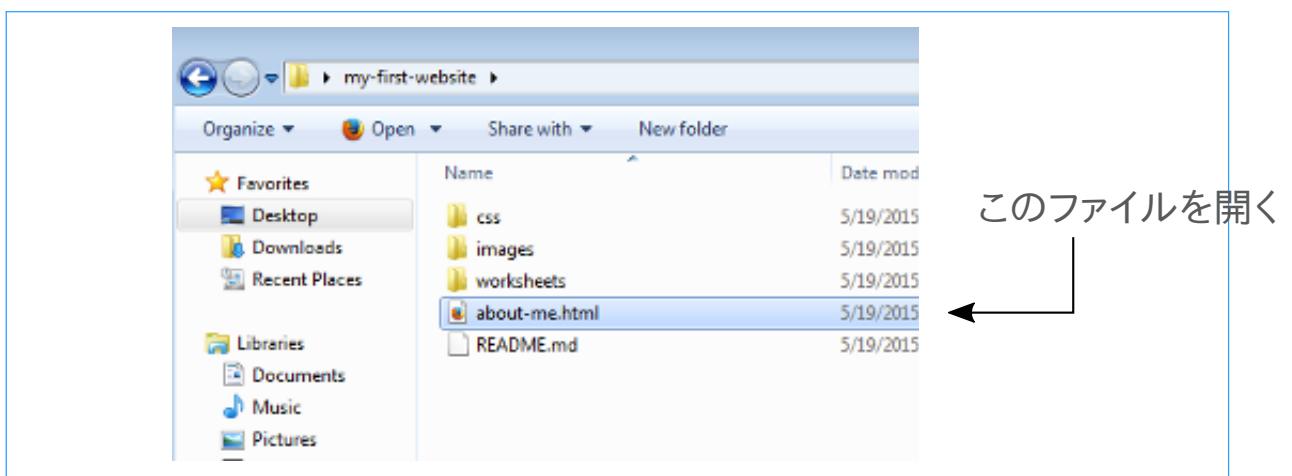 my-first-website
Organize Open Share with New folder
Favorites
Desktop
Downloads
Recent Places
Libraries
Documents
Music
Pictures
Name Date mod
css 5/19/2015
images 5/19/2015
worksheets 5/19/2015
about-me.html 5/19/2015
README.md 5/19/2015
このファイルを開く